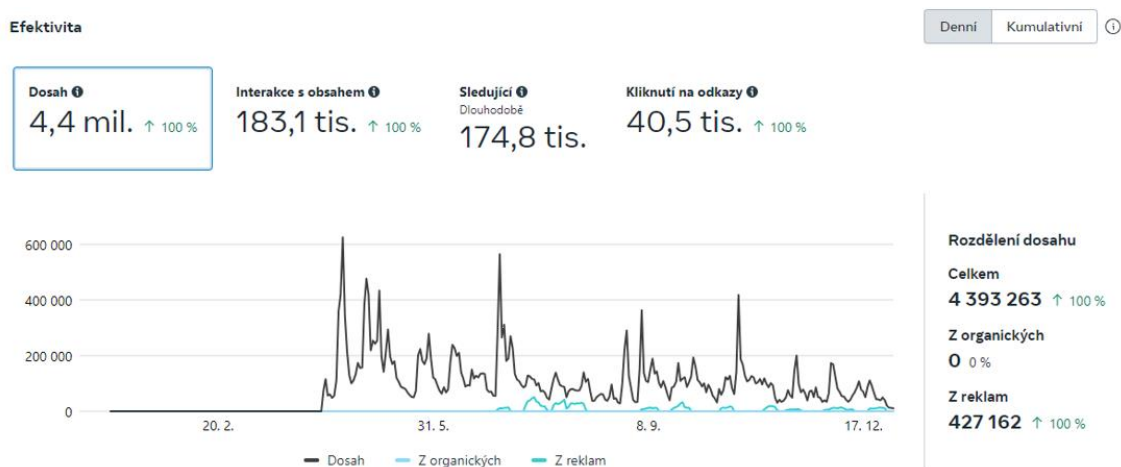 Efektivita
Denní Kumulativní
Dosah
4,4 mil. ↑ 100 %
Interakce s obsahem
183,1 tis. ↑ 100 %
Sledující
Dlouhodobě
174,8 tis.
Kliknutí na odkazy
40,5 tis. ↑ 100 %
600 000
400 000
200 000
0
20. 2. 31. 5. 8. 9. 17. 12.
Dosah Z organických Z reklam
Rozdělení dosahu
Celkem
4 393 263 ↑ 100 %
Z organických
0 0 %
Z reklam
427 162 ↑ 100 %